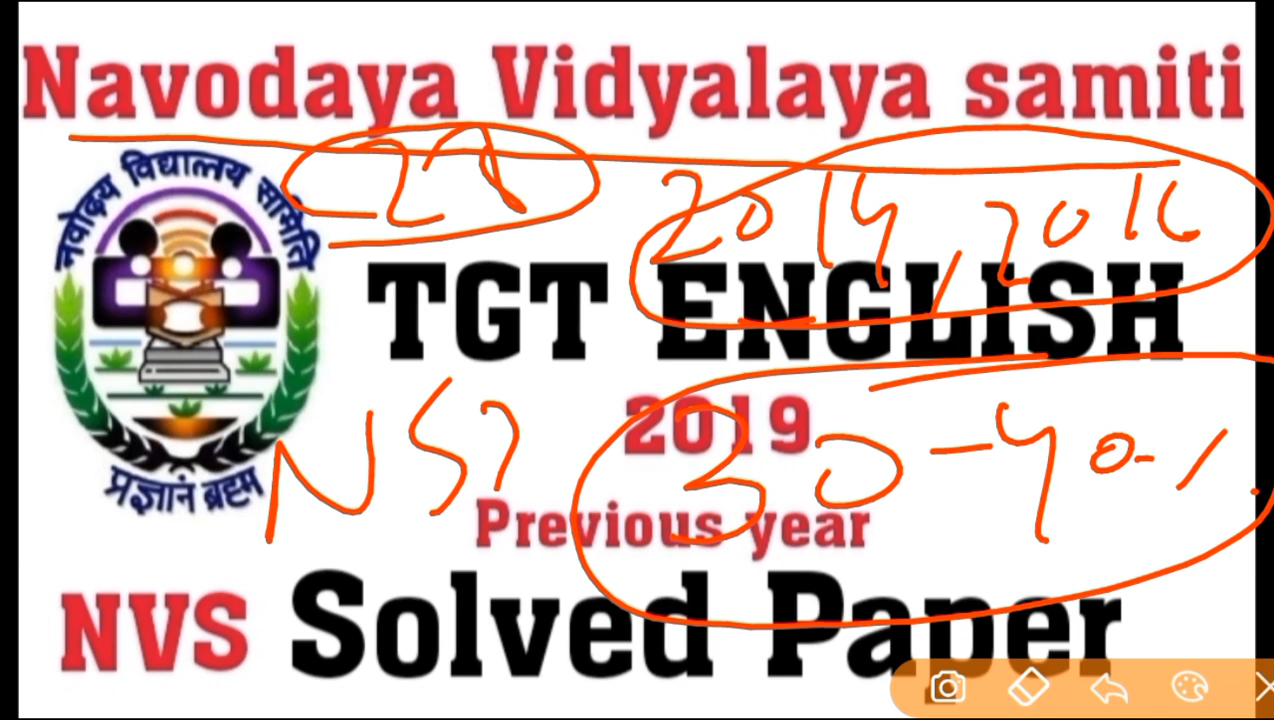 Navodaya Vidyalaya samiti
नवोदय विद्यालय समिति
2014, 2016
TGT ENGLISH
2019
30-40%
Previous year
प्रज्ञानं ब्रह्म
NVS Solved Paper